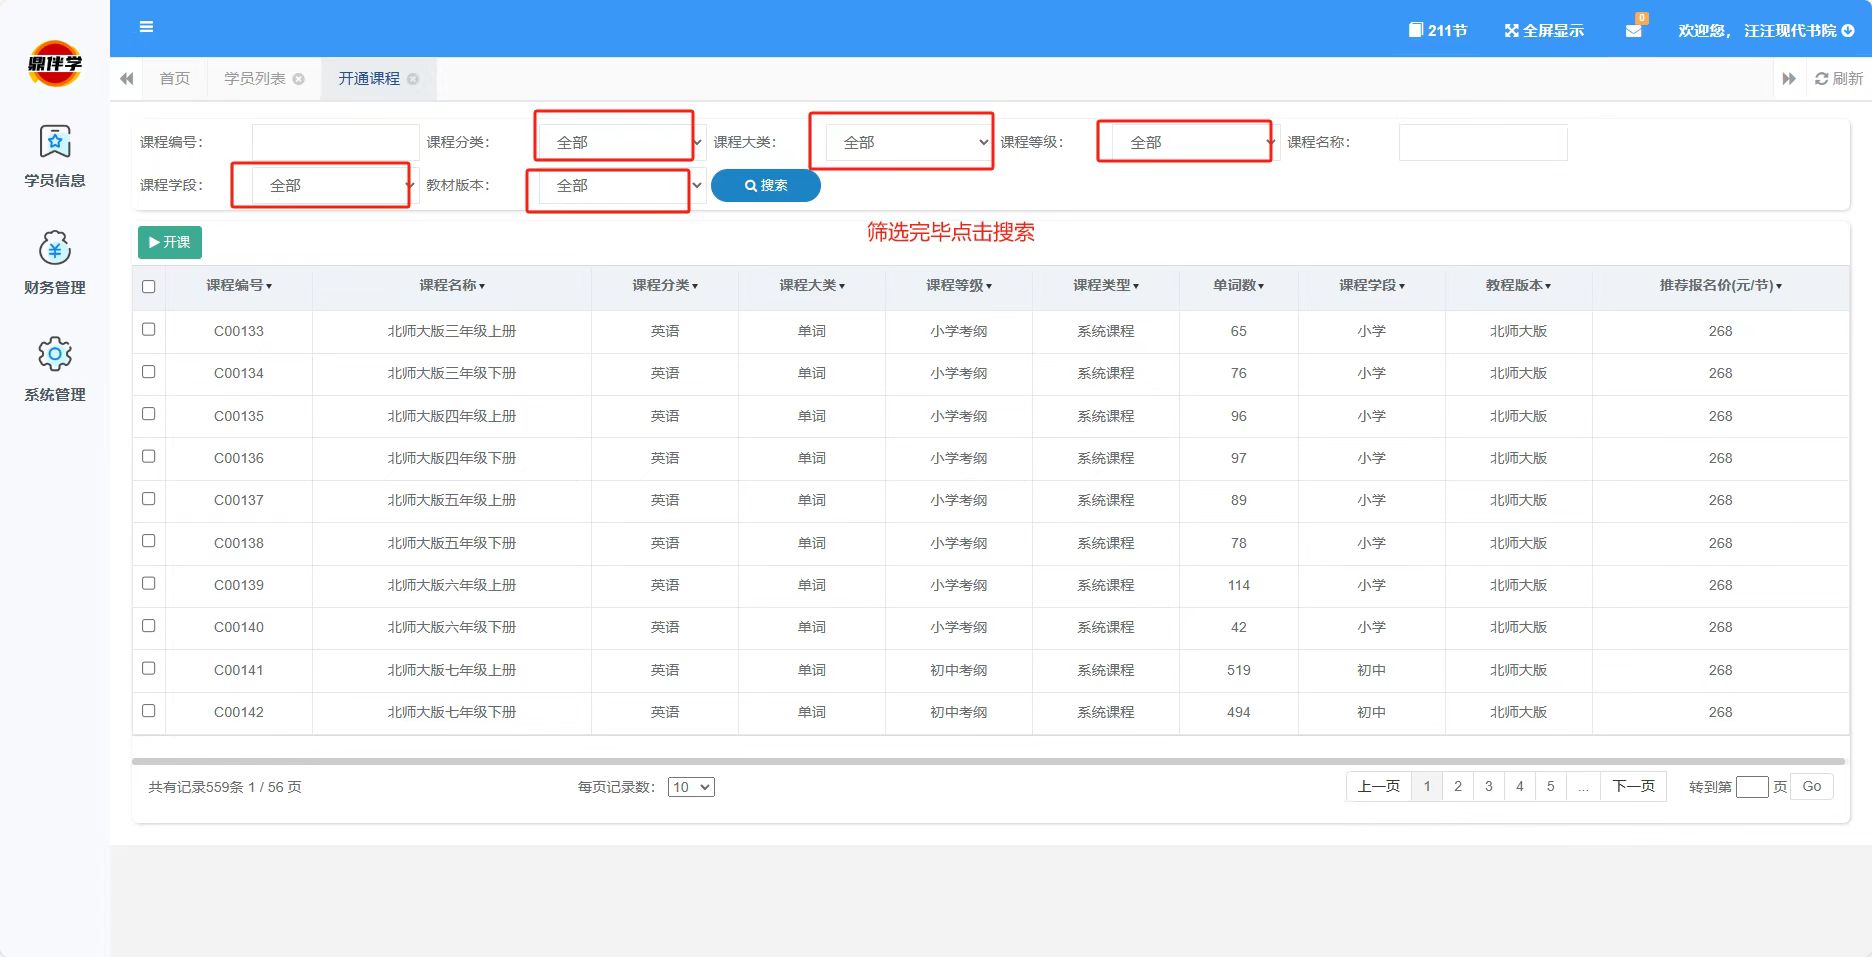 鼎伴学
211节 全屏显示 0 欢迎您， 汪汪现代书院
首页 学员列表 开通课程 刷新
学员信息
财务管理
系统管理
课程编号： 课程分类： 全部 课程大类： 全部 课程等级： 全部 课程名称：
课程学段： 全部 教材版本： 全部 搜索
筛选完毕点击搜索
开课
课程编号 课程名称 课程分类 课程大类 课程等级 课程类型 单词数 课程学段 教程版本 推荐报名价(元/节)
C00133 北师大版三年级上册 英语 单词 小学考纲 系统课程 65 小学 北师大版 268
C00134 北师大版三年级下册 英语 单词 小学考纲 系统课程 76 小学 北师大版 268
C00135 北师大版四年级上册 英语 单词 小学考纲 系统课程 96 小学 北师大版 268
C00136 北师大版四年级下册 英语 单词 小学考纲 系统课程 97 小学 北师大版 268
C00137 北师大版五年级上册 英语 单词 小学考纲 系统课程 89 小学 北师大版 268
C00138 北师大版五年级下册 英语 单词 小学考纲 系统课程 78 小学 北师大版 268
C00139 北师大版六年级上册 英语 单词 小学考纲 系统课程 114 小学 北师大版 268
C00140 北师大版六年级下册 英语 单词 小学考纲 系统课程 42 小学 北师大版 268
C00141 北师大版七年级上册 英语 单词 初中考纲 系统课程 519 初中 北师大版 268
C00142 北师大版七年级下册 英语 单词 初中考纲 系统课程 494 初中 北师大版 268
共有记录559条 1 / 56 页 每页记录数： 10 上一页 1 2 3 4 5 ... 下一页 转到第 页 Go